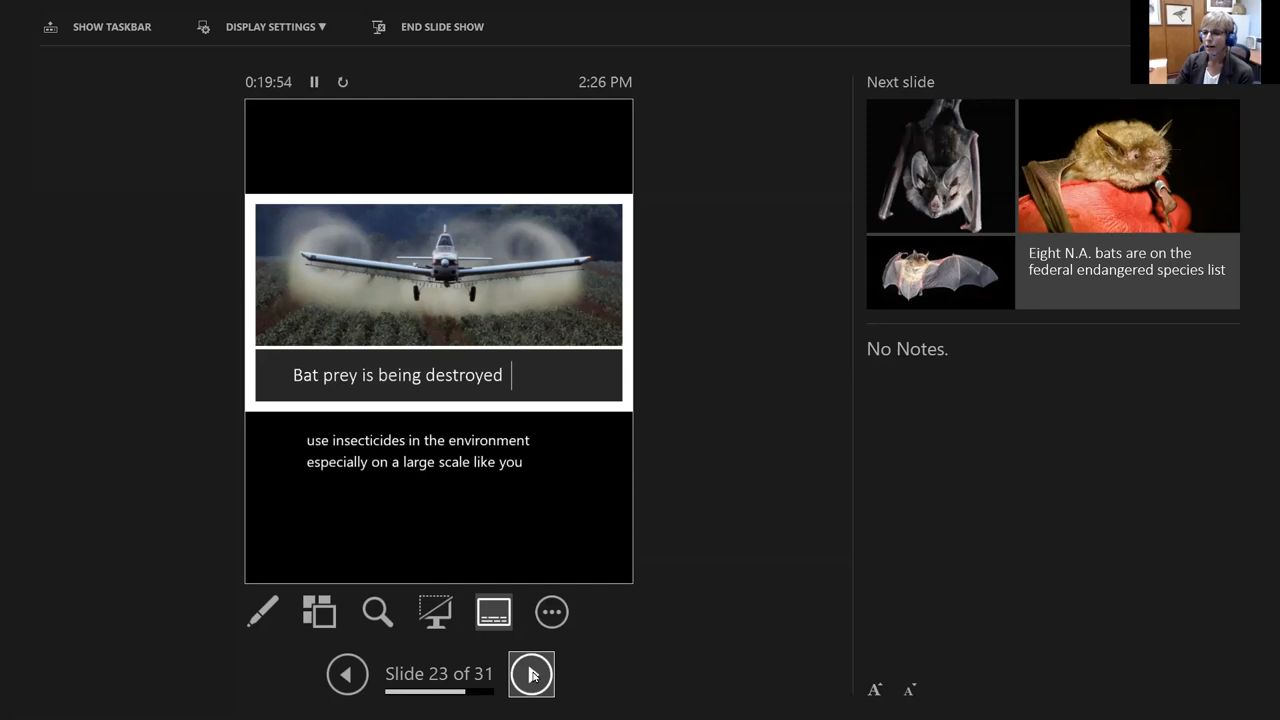 SHOW TASKBAR
DISPLAY SETTINGS ▼
END SLIDE SHOW
0:19:54
2:26 PM
Bat prey is being destroyed
use insecticides in the environment
especially on a large scale like you
Slide 23 of 31
Next slide
Eight N.A. bats are on the
federal endangered species list
No Notes.
A A